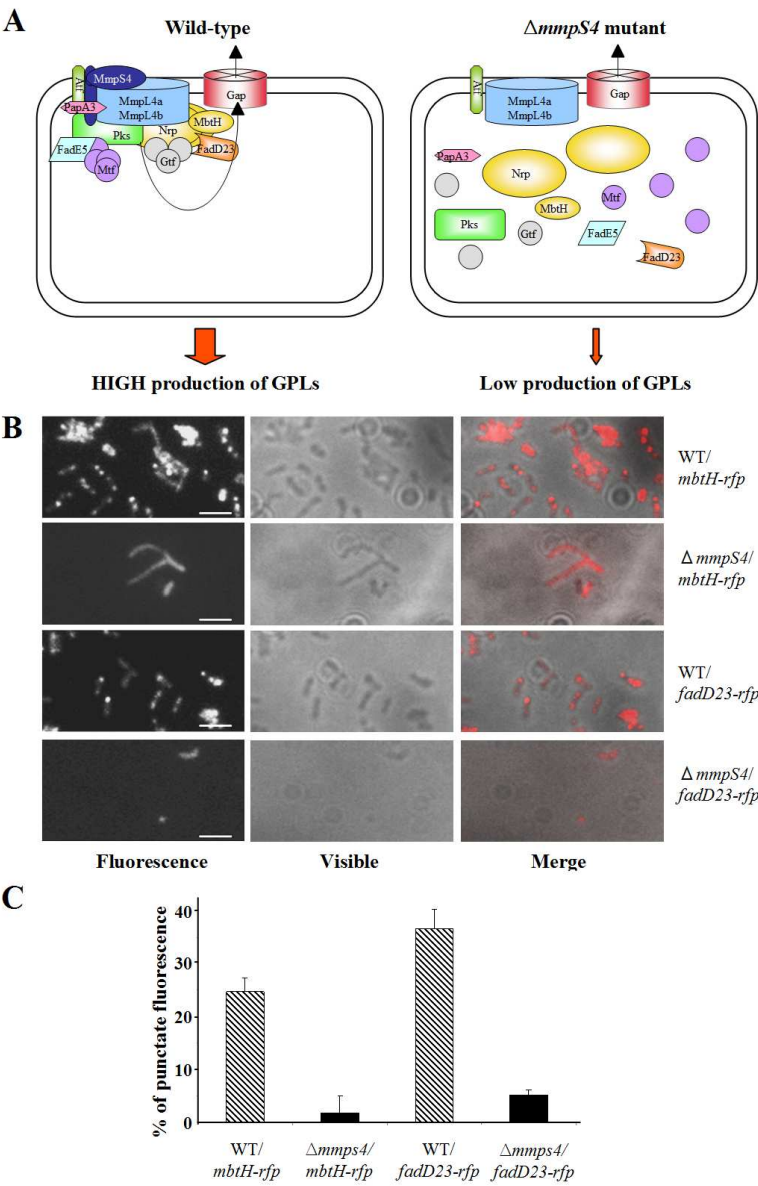 A
Wild-type
ΔmmpS4 mutant
Atf
MmpS4
MmpL4a
MmpL4b
Gap
PapA3
Pks
Nrp
MbtH
FadE5
Mtf
Gtf
FadD23
Atf
MmpL4a
MmpL4b
Gap
PapA3
Nrp
MbtH
Mtf
Pks
Gtf
FadE5
FadD23
HIGH production of GPLs
Low production of GPLs
B
WT/
mbtH-rfp
ΔmmpS4/
mbtH-rfp
WT/
fadD23-rfp
ΔmmpS4/
fadD23-rfp
Fluorescence
Visible
Merge
C
% of punctate fluorescence
40
30
20
10
0
WT/
mbtH-rfp
Δmmps4/
mbtH-rfp
WT/
fadD23-rfp
Δmmps4/
fadD23-rfp